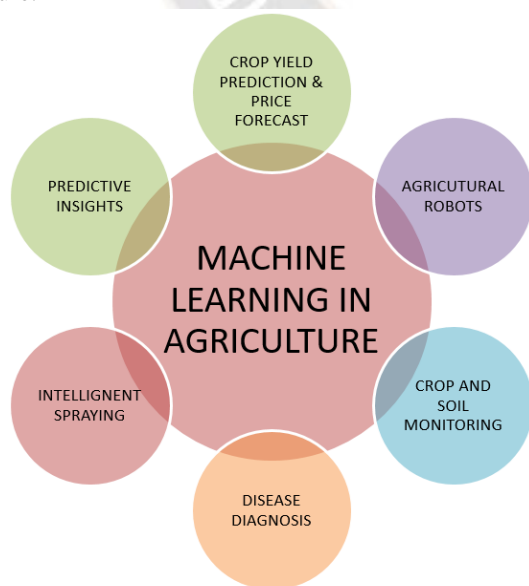 CROP YIELD
PREDICTION &
PRICE
FORECAST
PREDICTIVE
INSIGHTS
AGRICUTURAL
ROBOTS
MACHINE
LEARNING IN
AGRICULTURE
INTELLIGNENT
SPRAYING
CROP AND
SOIL
MONITORING
DISEASE
DIAGNOSIS